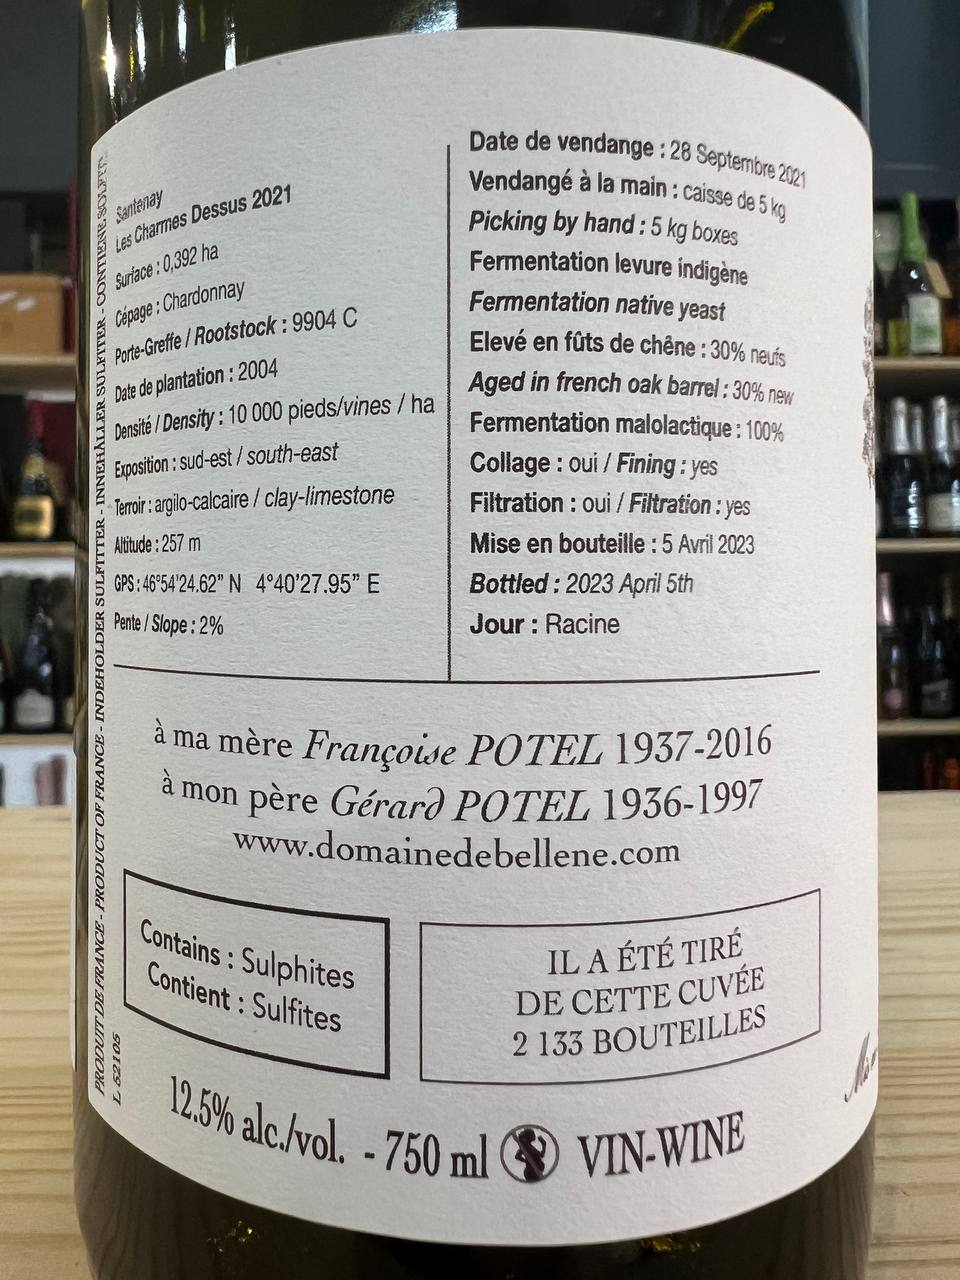 Santenay
Les Charmes Dessus 2021
Surface : 0,392 ha
Cépage : Chardonnay
Porte-Greffe / Rootstock : 9904 C
Date de plantation : 2004
Densité / Density : 10 000 pieds/vines / ha
Exposition : sud-est / south-east
Terroir : argilo-calcaire / clay-limestone
Altitude : 257 m
GPS : 46°54'24.62" N 4°40'27.95" E
Pente / Slope : 2%
Date de vendange : 28 Septembre 2021
Vendangé à la main : caisse de 5 kg
Picking by hand : 5 kg boxes
Fermentation levure indigène
Fermentation native yeast
Elevé en fûts de chêne : 30% neufs
Aged in french oak barrel : 30% new
Fermentation malolactique : 100%
Collage : oui / Fining : yes
Filtration : oui / Filtration : yes
Mise en bouteille : 5 Avril 2023
Bottled : 2023 April 5th
Jour : Racine
à ma mère Françoise POTEL 1937-2016
à mon père Gérard POTEL 1936-1997
www.domainedebellene.com
Contains : Sulphites
Contient : Sulfites
IL A ÉTÉ TIRÉ
DE CETTE CUVÉE
2 133 BOUTEILLES
12.5% alc./vol. - 750 ml VIN-WINE
PRODUIT DE FRANCE - PRODUCT OF FRANCE - INDEHOLDER SULFITTER - INNEHÅLLER SULFITER - CONTIENE
L 52105